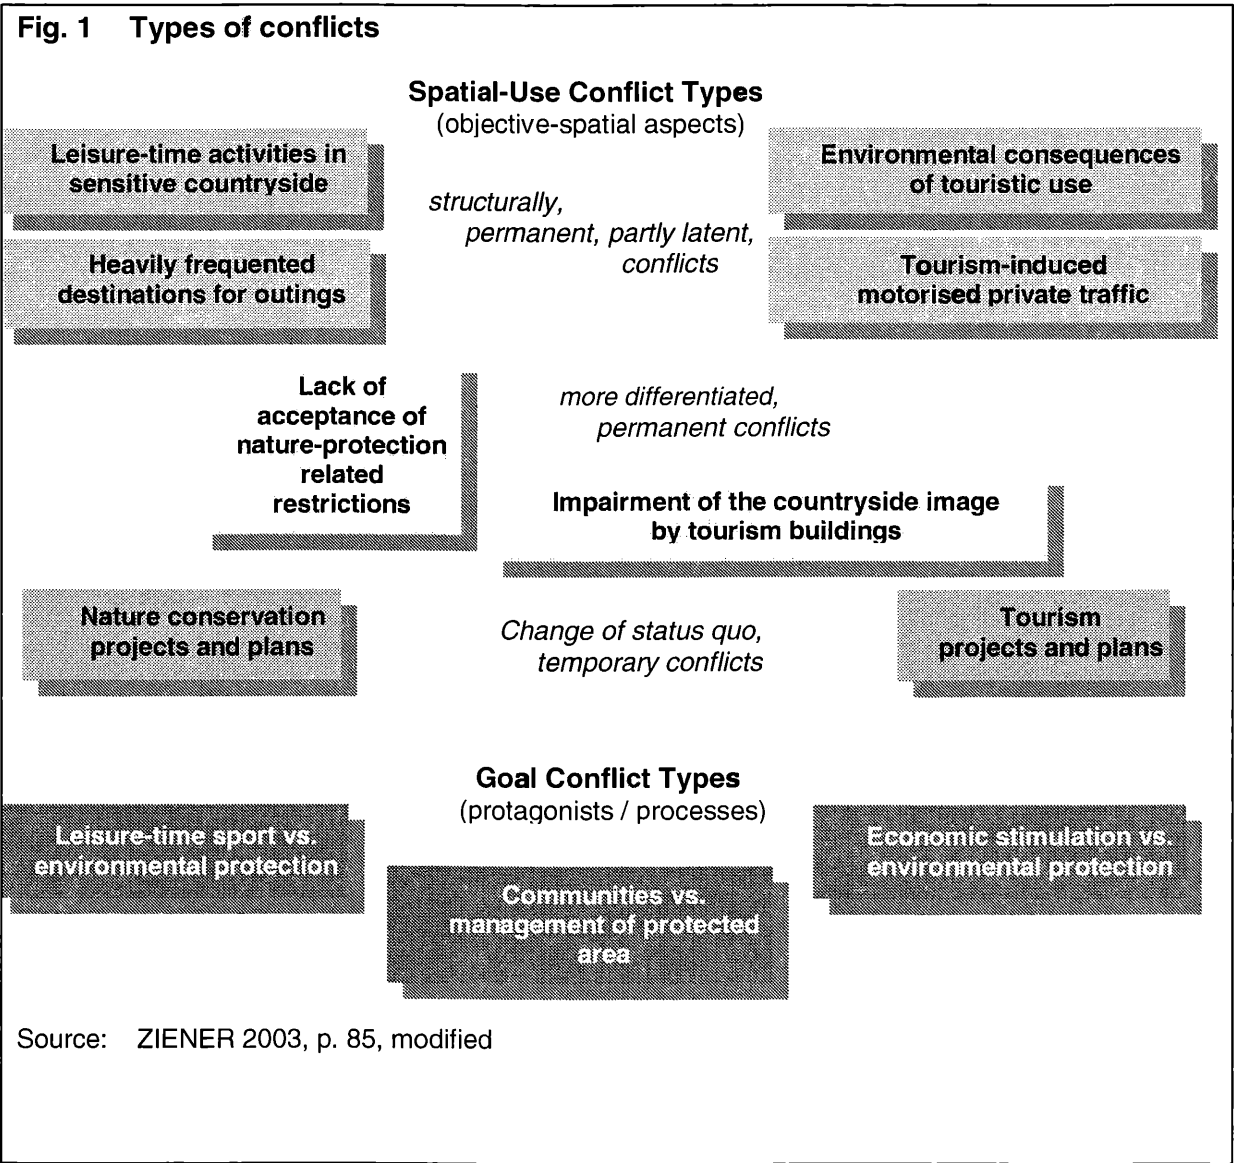 Fig. 1 Types of conflicts
Spatial-Use Conflict Types
(objective-spatial aspects)
Leisure-time activities in
sensitive countryside
Environmental consequences
of touristic use
structurally,
permanent, partly latent,
conflicts
Heavily frequented
destinations for outings
Tourism-induced
motorised private traffic
Lack of
acceptance of
nature-protection
related
restrictions
more differentiated,
permanent conflicts
Impairment of the countryside image
by tourism buildings
Nature conservation
projects and plans
Change of status quo,
temporary conflicts
Tourism
projects and plans
Goal Conflict Types
(protagonists / processes)
Leisure-time sport vs.
environmental protection
Communities vs.
management of protected
area
Economic stimulation vs.
environmental protection
Source: ZIENER 2003, p. 85, modified